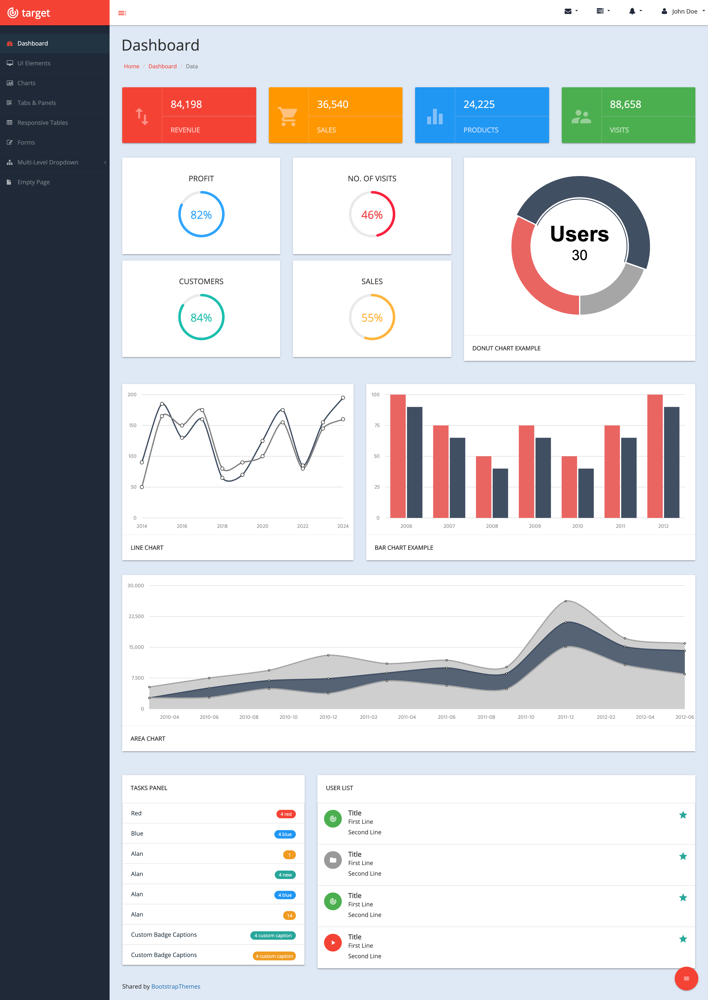 target
John Doe
Dashboard
UI Elements
Charts
Tabs & Panels
Responsive Tables
Forms
Multi-Level Dropdown
Empty Page
Dashboard
Home / Dashboard / Data
84,198
REVENUE
36,540
SALES
24,225
PRODUCTS
88,658
VISITS
PROFIT
82%
NO. OF VISITS
46%
CUSTOMERS
84%
SALES
55%
Users
30
DONUT CHART EXAMPLE
200
150
100
50
0
2014 2016 2018 2020 2022 2024
LINE CHART
100
75
50
25
0
2006 2007 2008 2009 2010 2011 2012
BAR CHART EXAMPLE
30,000
22,500
15,000
7,500
0
2010-04 2010-06 2010-08 2010-10 2010-12 2011-02 2011-04 2011-06 2011-08 2011-10 2011-12 2012-02 2012-04 2012-06
AREA CHART
TASKS PANEL
Red 4 red
Blue 4 blue
Alan 1
Alan 4 new
Alan 4 blue
Alan 14
Custom Badge Captions 4 custom caption
Custom Badge Captions 4 custom caption
USER LIST
Title
First Line
Second Line
Title
First Line
Second Line
Title
First Line
Second Line
Title
First Line
Second Line
Shared by BootstrapThemes